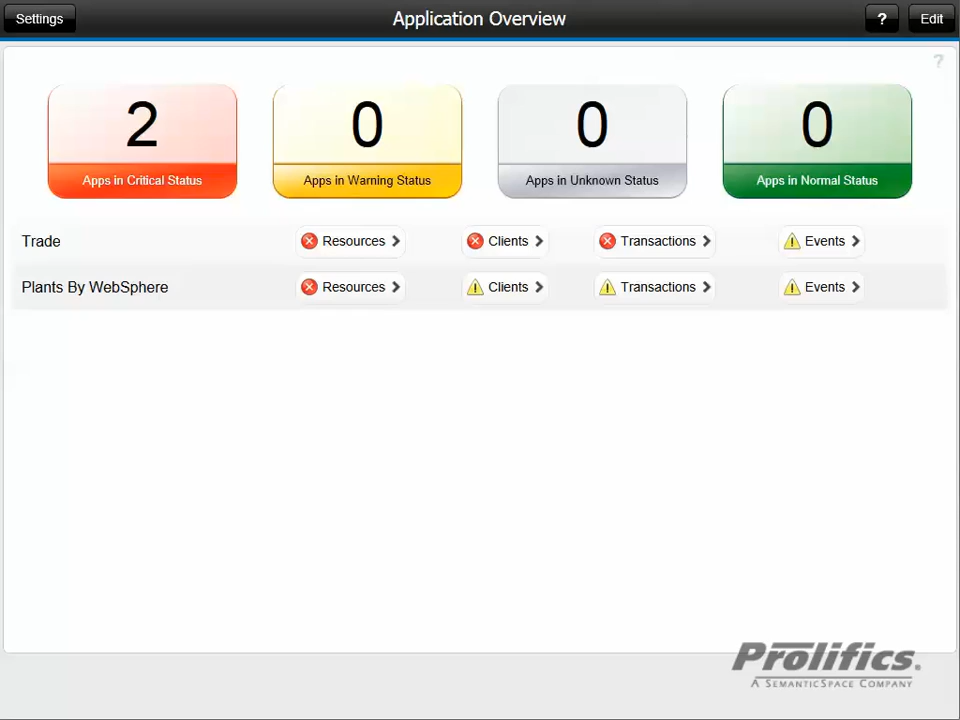 Settings
Application Overview
?
Edit
?
2
Apps in Critical Status
0
Apps in Warning Status
0
Apps in Unknown Status
0
Apps in Normal Status
Trade
Resources
Clients
Transactions
Events
Plants By WebSphere
Resources
Clients
Transactions
Events
Prolifics.
A SemanticSpace Company